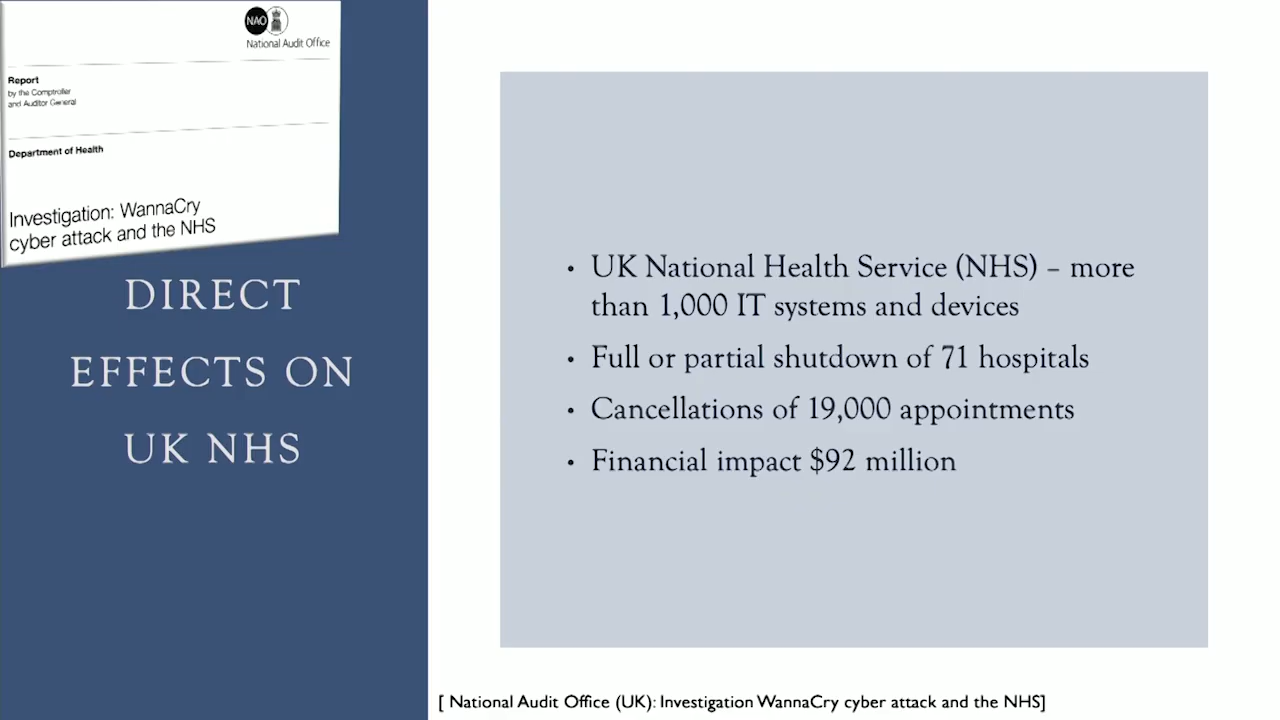 NAO
National Audit Office
Report
by the Comptroller
and Auditor General
Department of Health
Investigation: WannaCry
cyber attack and the NHS
DIRECT
EFFECTS ON
UK NHS
• UK National Health Service (NHS) – more
than 1,000 IT systems and devices
• Full or partial shutdown of 71 hospitals
• Cancellations of 19,000 appointments
• Financial impact $92 million
[ National Audit Office (UK): Investigation WannaCry cyber attack and the NHS]